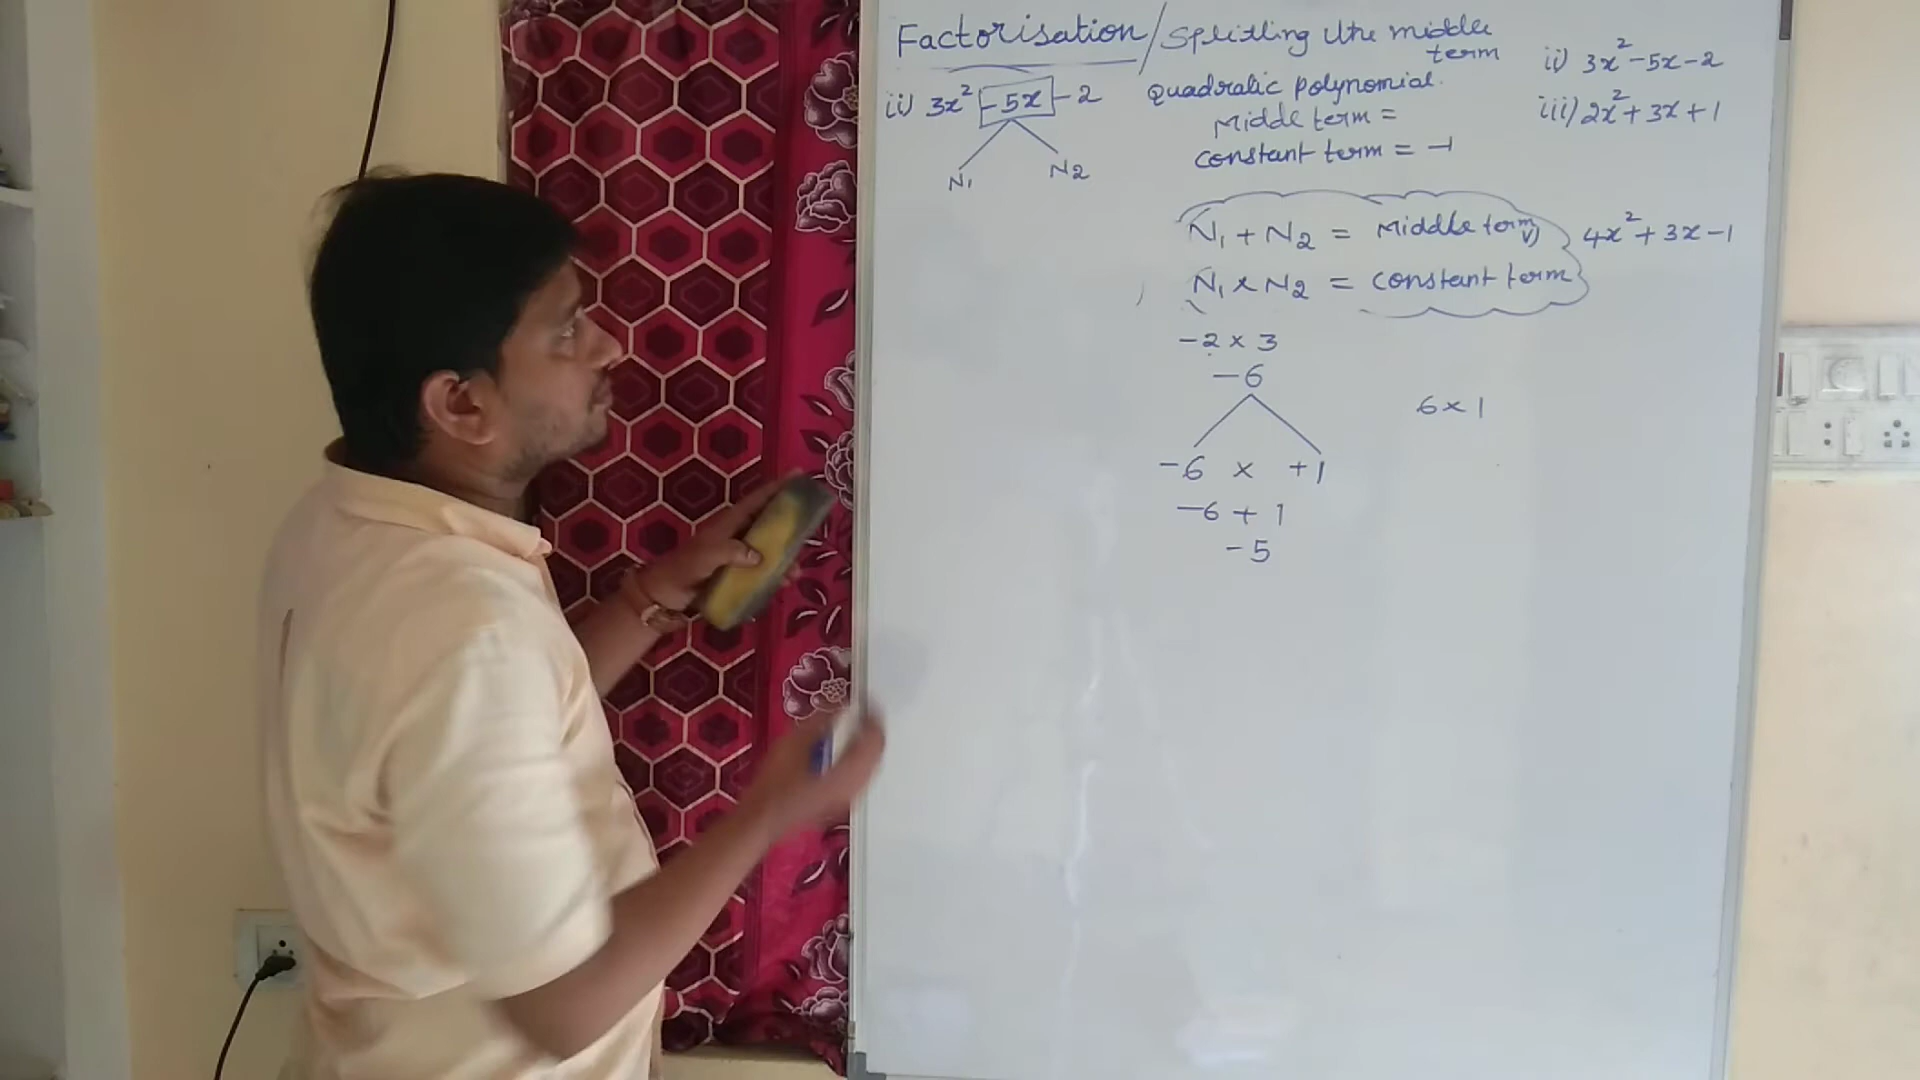 Factorisation / Splitting the middle term
ii) 3x² - 5x - 2
N₁ N₂
Quadratic polynomial.
Middle term =
constant term = -1
N₁ + N₂ = Middle term
N₁ x N₂ = constant term
-2 x 3
-6
-6 x +1
-6 + 1
-5
6 x 1
ii) 3x² - 5x - 2
iii) 2x² + 3x + 1
v) 4x² + 3x - 1